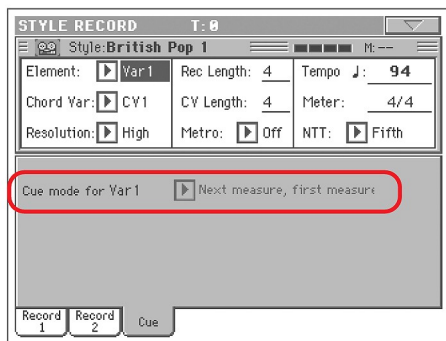 STYLE RECORD T:0
Style:British Pop 1 M:--
Element: Var1 Rec Length: 4 Tempo ♩: 94
Chord Var: CV1 CV Length: 4 Meter: 4/4
Resolution: High Metro: Off NTT: Fifth
Cue mode for Var1 Next measure, first measure
Record 1 Record 2 Cue